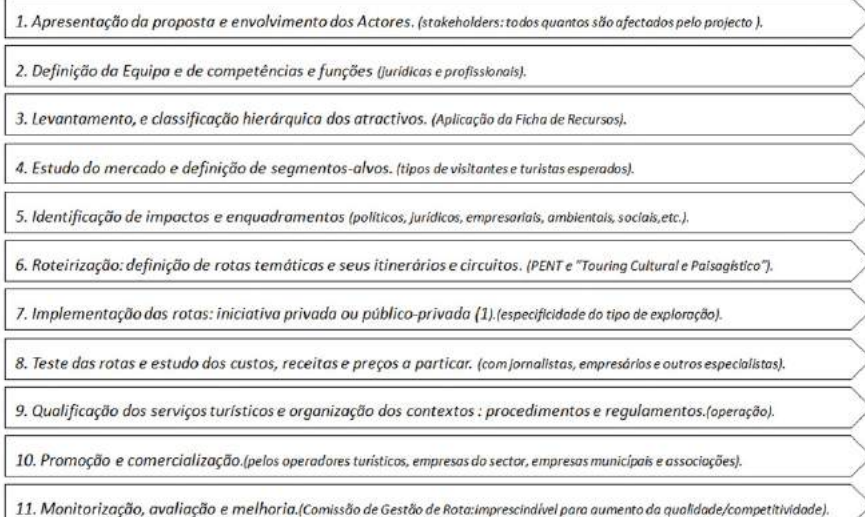 1. Apresentação da proposta e envolvimento dos Actores. (stakeholders: todos quantos são afectados pelo projecto ).
2. Definição da Equipa e de competências e funções (jurídicas e profissionais).
3. Levantamento, e classificação hierárquica dos atractivos. (Aplicação da Ficha de Recursos).
4. Estudo do mercado e definição de segmentos-alvos. (tipos de visitantes e turistas esperados).
5. Identificação de impactos e enquadramentos (políticos, jurídicos, empresariais, ambientais, sociais,etc.).
6. Roteirização: definição de rotas temáticas e seus itinerários e circuitos. (PENT e "Touring Cultural e Paisagístico").
7. Implementação das rotas: iniciativa privada ou público-privada (1).(especificidade do tipo de exploração).
8. Teste das rotas e estudo dos custos, receitas e preços a particar. (com jornalistas, empresários e outros especialistas).
9. Qualificação dos serviços turísticos e organização dos contextos : procedimentos e regulamentos.(operação).
10. Promoção e comercialização.(pelos operadores turísticos, empresas do sector, empresas municipais e associações).
11. Monitorização, avaliação e melhoria.(Comissão de Gestão de Rota:imprescindível para aumento da qualidade/competitividade).